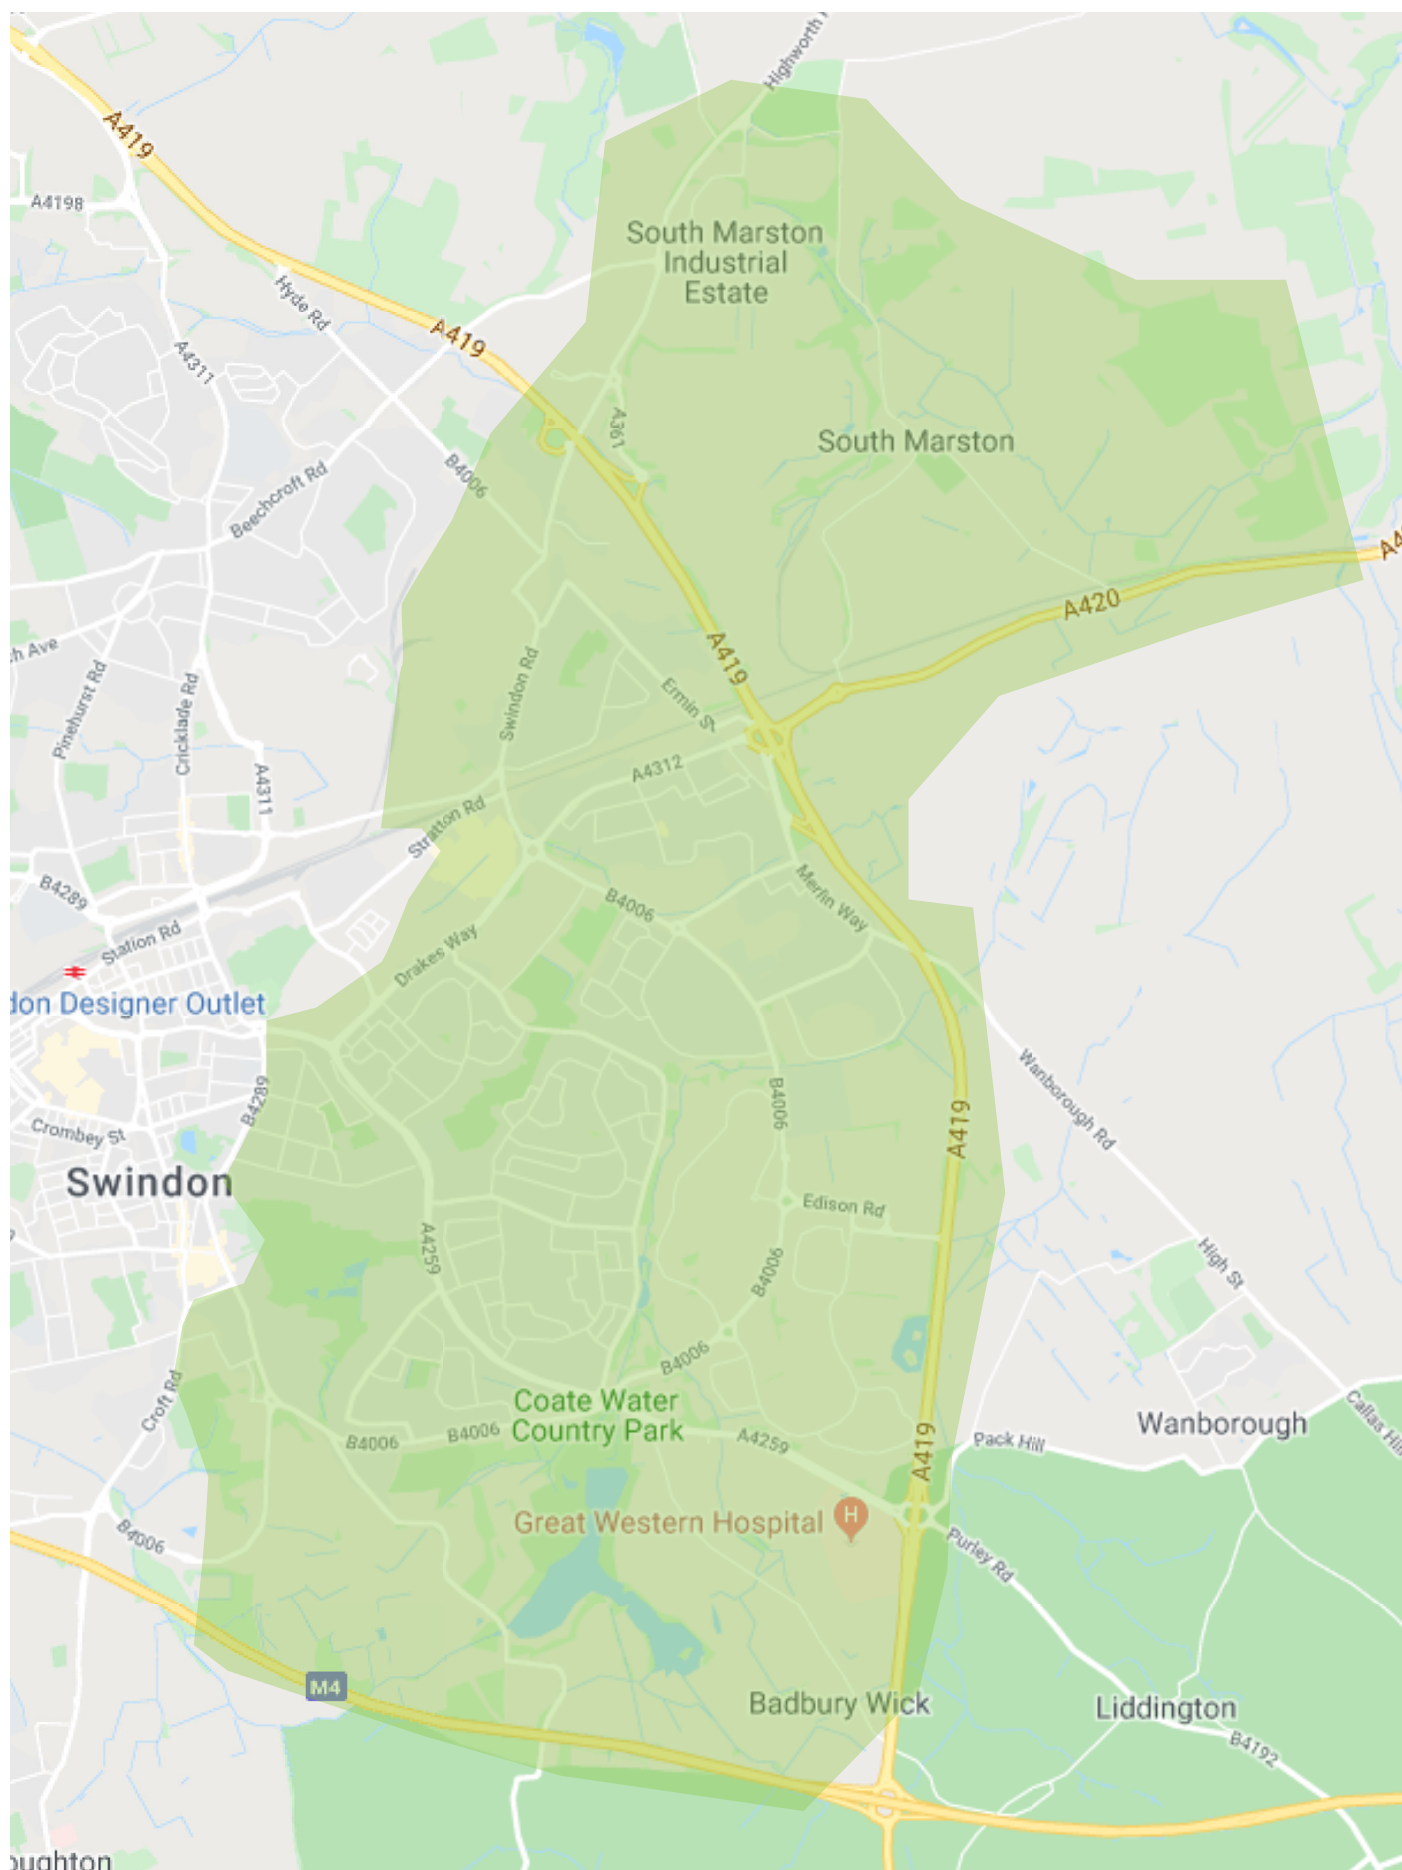 Highworth
A419
A4198
South Marston
Industrial
Estate
Hyde Rd
A419
A4311
A361
South Marston
B4006
Beechcroft Rd
A420
A419
Swindon Rd
Ermin St
Ave
Pinehurst Rd
Cricklade Rd
A4312
A4311
Stratton Rd
Merlin Way
B4289
B4006
Station Rd
Drakes Way
don Designer Outlet
Wanborough Rd
B4006
B4289
A419
Crombey St
Swindon
Edison Rd
A4259
B4006
High St
B4006
Croft Rd
Coate Water
Country Park
Callas Hil
Wanborough
B4006
B4006
A4259
Pack Hill
A419
Great Western Hospital
H
B4006
Purley Rd
M4
Badbury Wick
Liddington
B4192
oughton